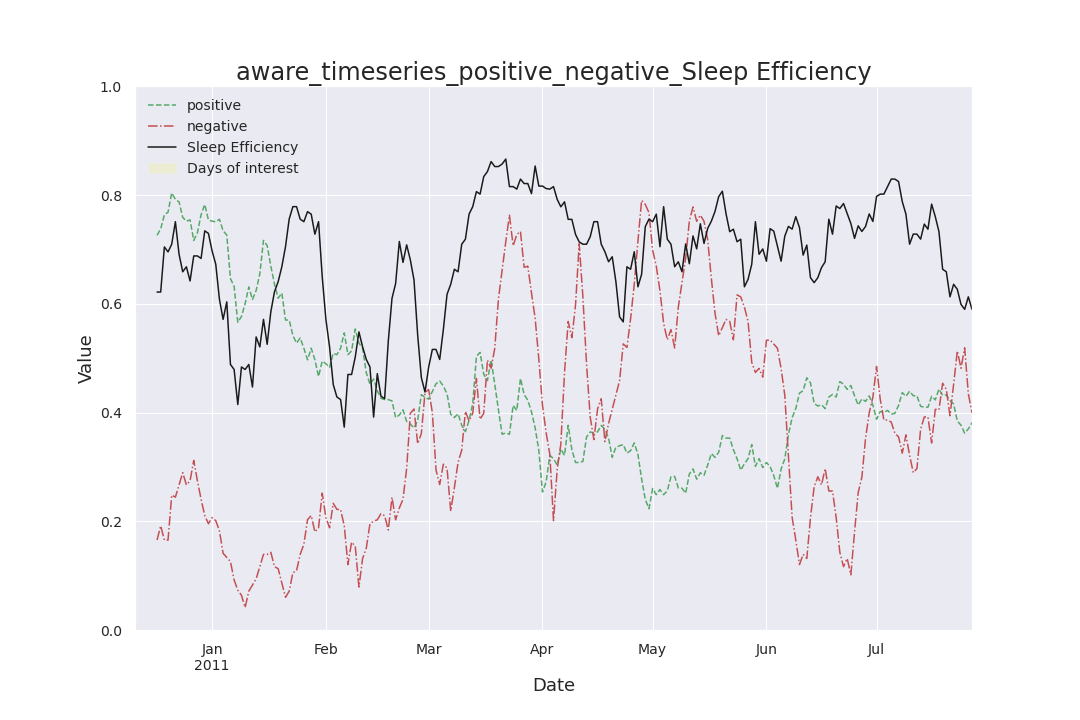 aware_timeseries_positive_negative_Sleep Efficiency
positive
negative
Sleep Efficiency
Days of interest
Value
1.0
0.8
0.6
0.4
0.2
0.0
Jan Feb Mar Apr May Jun Jul
2011
Date